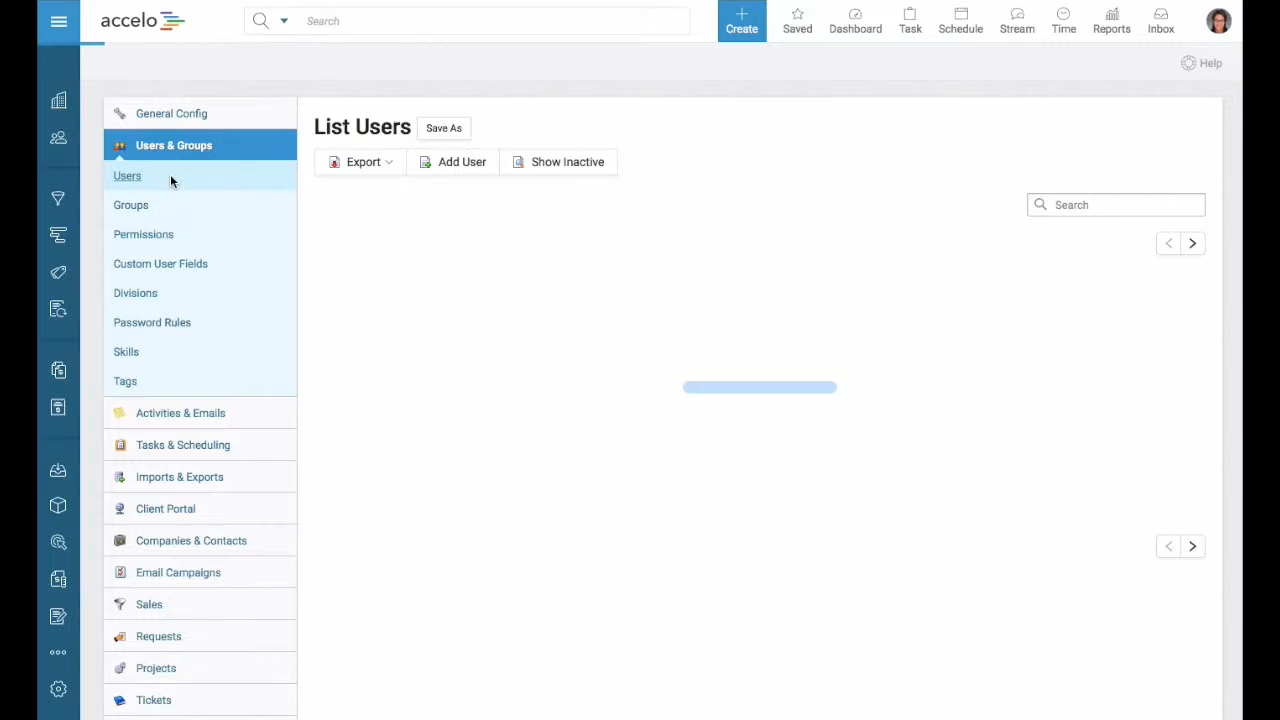 accelo
Search
Create
Saved
Dashboard
Task
Schedule
Stream
Time
Reports
Inbox
Help
General Config
Users & Groups
Users
Groups
Permissions
Custom User Fields
Divisions
Password Rules
Skills
Tags
Activities & Emails
Tasks & Scheduling
Imports & Exports
Client Portal
Companies & Contacts
Email Campaigns
Sales
Requests
Projects
Tickets
List Users Save As
Export Add User Show Inactive
Search